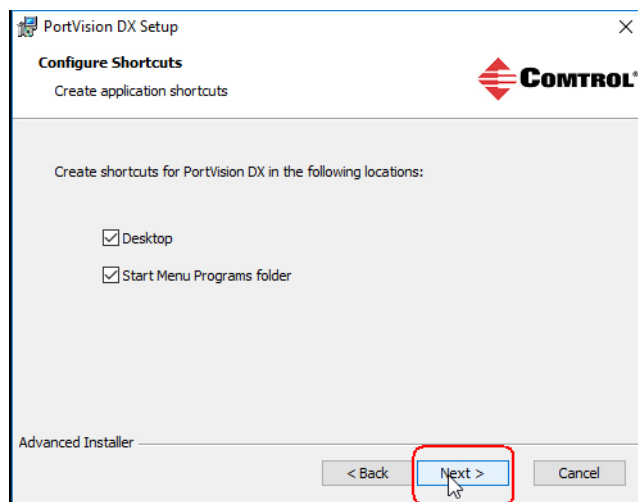 PortVision DX Setup
Configure Shortcuts
Create application shortcuts
COMTROL®
Create shortcuts for PortVision DX in the following locations:
Desktop
Start Menu Programs folder
Advanced Installer
< Back
Next >
Cancel